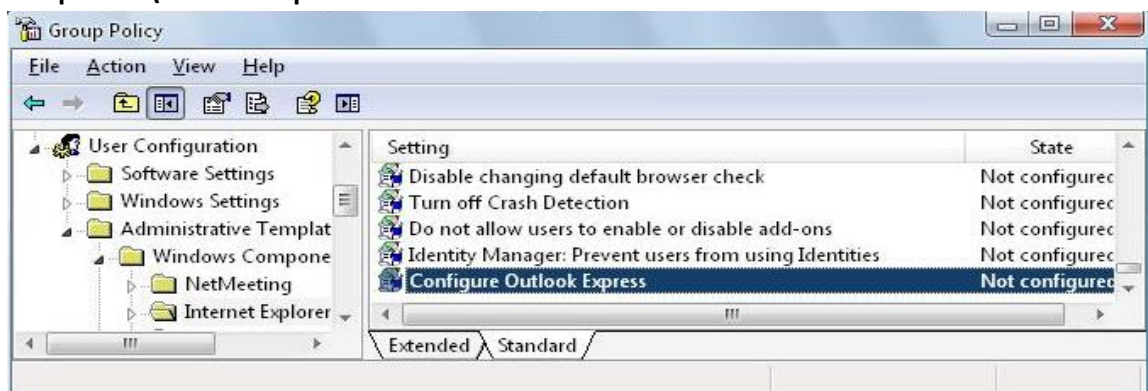 Group Policy
File Action View Help
User Configuration
Software Settings
Windows Settings
Administrative Templat
Windows Compone
NetMeeting
Internet Explorer
Setting State
Disable changing default browser check Not configurec
Turn off Crash Detection Not configurec
Do not allow users to enable or disable add-ons Not configurec
Identity Manager: Prevent users from using Identities Not configurec
Configure Outlook Express Not configured
Extended Standard